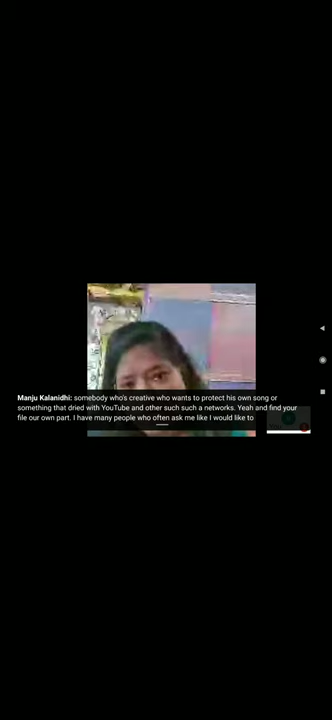 Manju Kalanidhi: somebody who's creative who wants to protect his own song or
something that dried with YouTube and other such such a networks. Yeah and find your
file our own part. I have many people who often ask me like I would like to